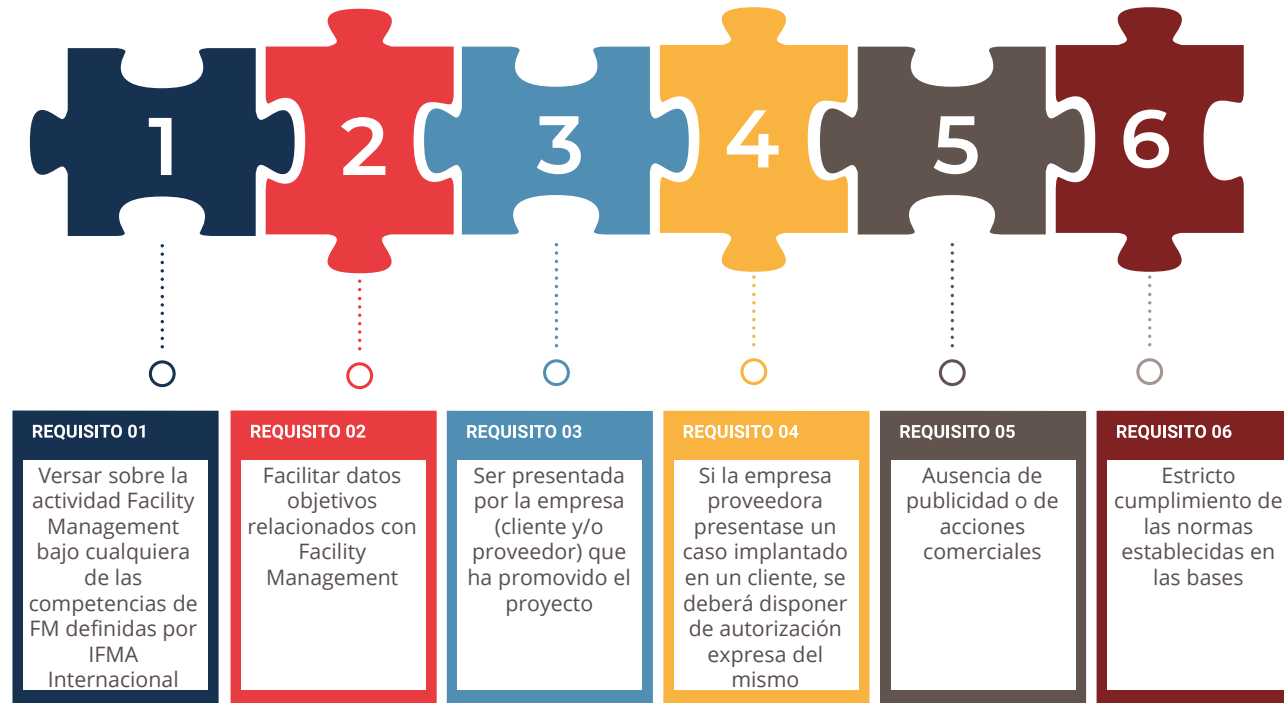 1
2
3
4
5
6
REQUISITO 01
Versar sobre la
actividad Facility
Management
bajo cualquiera
de las
competencias de
FM definidas por
IFMA
Internacional
REQUISITO 02
Facilitar datos
objetivos
relacionados con
Facility
Management
REQUISITO 03
Ser presentada
por la empresa
(cliente y/o
proveedor) que
ha promovido el
proyecto
REQUISITO 04
Si la empresa
proveedora
presentase un
caso implantado
en un cliente, se
deberá disponer
de autorización
expresa del
mismo
REQUISITO 05
Ausencia de
publicidad o de
acciones
comerciales
REQUISITO 06
Estricto
cumplimiento de
las normas
establecidas en
las bases